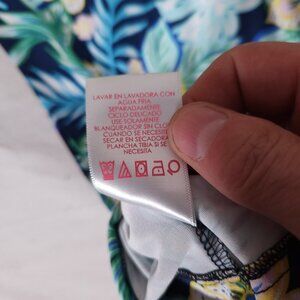 LAVAR EN LAVADORA CON
AGUA FRIA
SEPARADAMENTE
CICLO DELICADO
USE SOLAMENTE
BLANQUEADOR SIN CLORO
CUANDO SE NECESITE
SECAR EN SECADORA
PLANCHA TIBIA SI SE
NECESITA